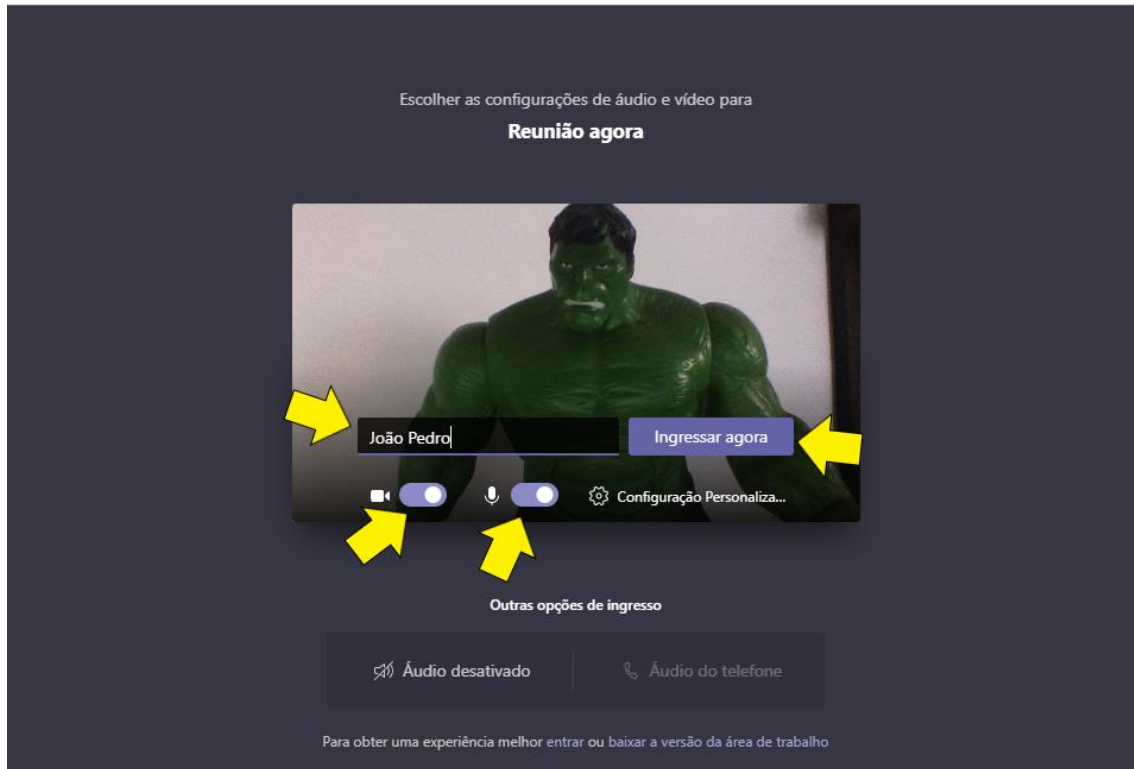 Escolher as configurações de áudio e vídeo para
Reunião agora
João Pedro
Ingressar agora
Configuração Personaliza...
Outras opções de ingresso
Áudio desativado
Áudio do telefone
Para obter uma experiência melhor entrar ou baixar a versão da área de trabalho